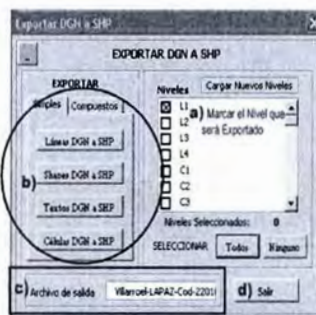 Exportar DGN a SHP
EXPORTAR DGN A SHP
EXPORTAR
Simples Compuestos
Líneas DGN a SHP
b)
Shapes DGN a SHP
Textos DGN a SHP
Células DGN a SHP
Niveles Cargar Nuevos Niveles
L1 a) Marcar el Nivel que
L2 será Exportado
L3
L4
C1
C2
C3
Niveles Seleccionados: 0
SELECCIONAR Todos Ninguno
c) Archivo de salida Villarroel-LAPAZ-Cod-2201
d) Salir